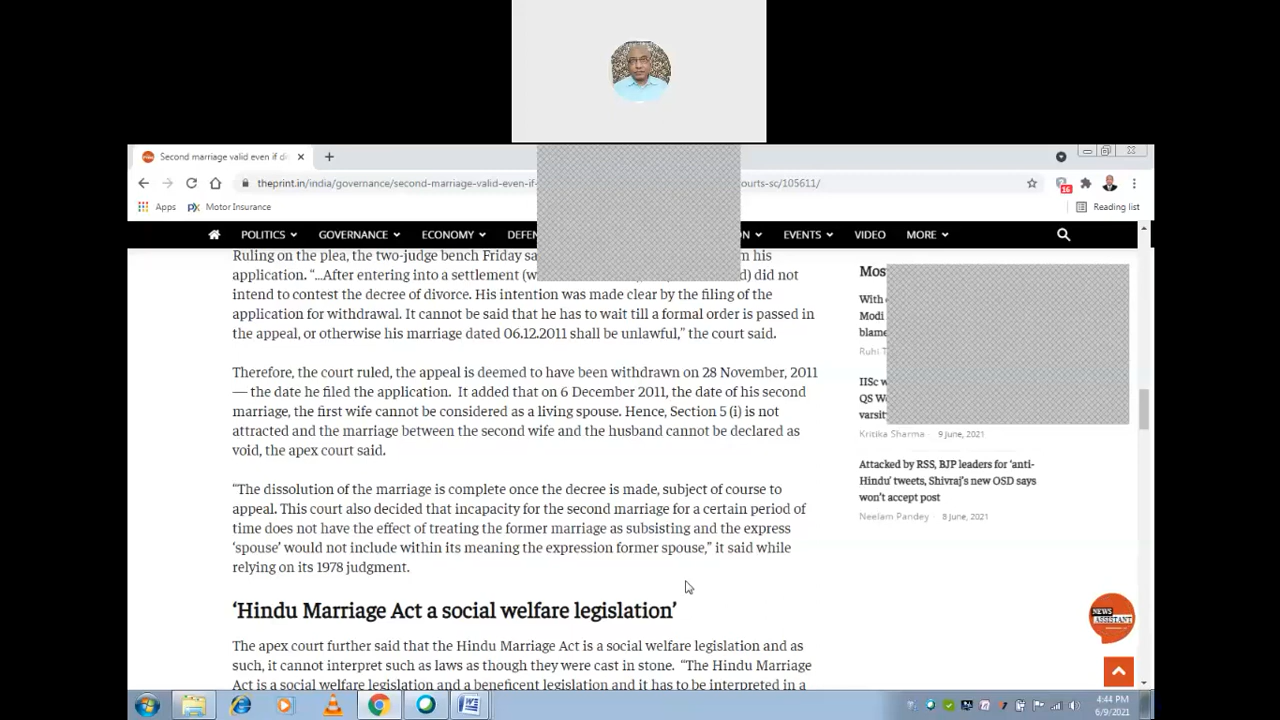 Second marriage valid even if di
theprint.in/india/governance/second-marriage-valid-even-if- ourts-sc/105611/
16
Apps
Motor Insurance
Reading list
POLITICS GOVERNANCE ECONOMY EVENTS VIDEO MORE
Ruling on the plea, the two-judge bench Friday his
application. “...After entering into a settlement did not
intend to contest the decree of divorce. His intention was made clear by the filing of the
application for withdrawal. It cannot be said that he has to wait till a formal order is passed in
the appeal, or otherwise his marriage dated 06.12.2011 shall be unlawful,” the court said.
Therefore, the court ruled, the appeal is deemed to have been withdrawn on 28 November, 2011
— the date he filed the application. It added that on 6 December 2011, the date of his second
marriage, the first wife cannot be considered as a living spouse. Hence, Section 5 (i) is not
attracted and the marriage between the second wife and the husband cannot be declared as
void, the apex court said.
“The dissolution of the marriage is complete once the decree is made, subject of course to
appeal. This court also decided that incapacity for the second marriage for a certain period of
time does not have the effect of treating the former marriage as subsisting and the express
‘spouse’ would not include within its meaning the expression former spouse,” it said while
relying on its 1978 judgment.
‘Hindu Marriage Act a social welfare legislation’
The apex court further said that the Hindu Marriage Act is a social welfare legislation and as
such, it cannot interpret such as laws as though they were cast in stone. “The Hindu Marriage
Act is a social welfare legislation and a beneficent legislation and it has to be interpreted in a
With
Modi
blame
Ruhi
IISc
QS
varsit
Kritika Sharma - 9 June, 2021
Attacked by RSS, BJP leaders for ‘anti-
Hindu’ tweets, Shivraj’s new OSD says
won’t accept post
Neelam Pandey - 8 June, 2021
NEWS
ASSISTANT
4:44 PM
6/9/2021